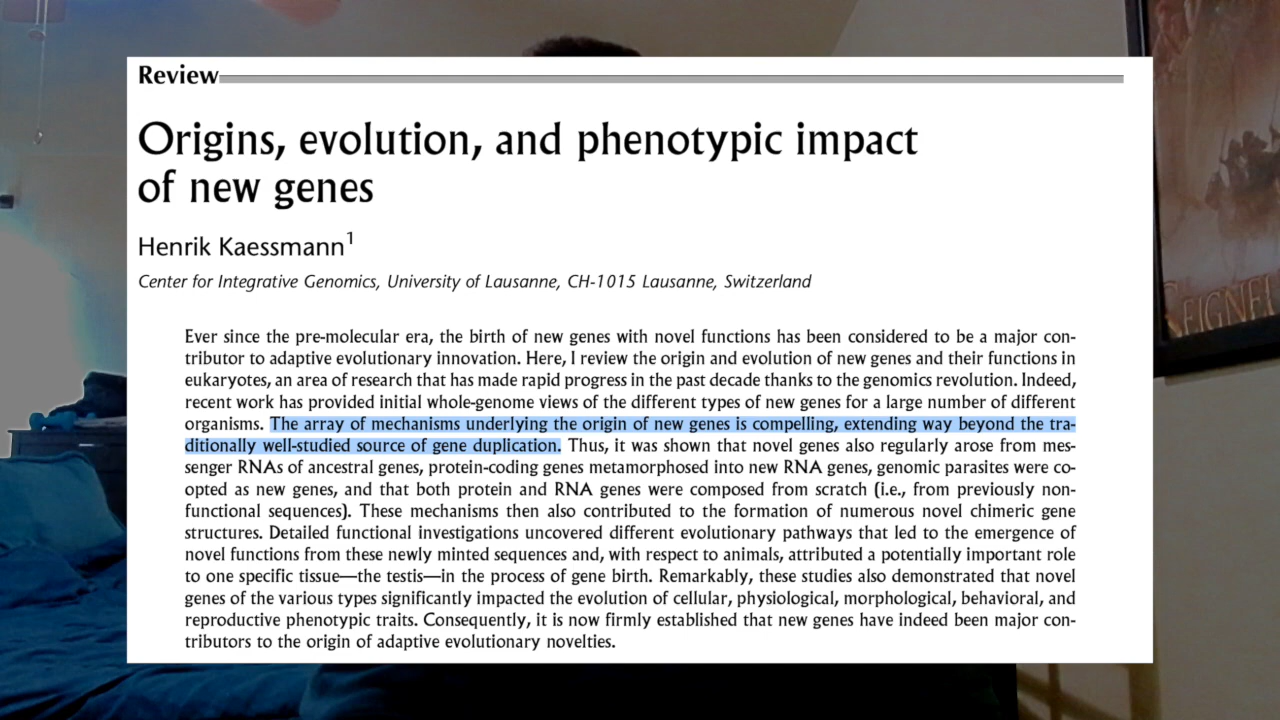 Review
Origins, evolution, and phenotypic impact
of new genes
Henrik Kaessmann1
Center for Integrative Genomics, University of Lausanne, CH-1015 Lausanne, Switzerland
Ever since the pre-molecular era, the birth of new genes with novel functions has been considered to be a major con-
tributor to adaptive evolutionary innovation. Here, I review the origin and evolution of new genes and their functions in
eukaryotes, an area of research that has made rapid progress in the past decade thanks to the genomics revolution. Indeed,
recent work has provided initial whole-genome views of the different types of new genes for a large number of different
organisms. The array of mechanisms underlying the origin of new genes is compelling, extending way beyond the tra-
ditionally well-studied source of gene duplication. Thus, it was shown that novel genes also regularly arose from mes-
senger RNAs of ancestral genes, protein-coding genes metamorphosed into new RNA genes, genomic parasites were co-
opted as new genes, and that both protein and RNA genes were composed from scratch (i.e., from previously non-
functional sequences). These mechanisms then also contributed to the formation of numerous novel chimeric gene
structures. Detailed functional investigations uncovered different evolutionary pathways that led to the emergence of
novel functions from these newly minted sequences and, with respect to animals, attributed a potentially important role
to one specific tissue—the testis—in the process of gene birth. Remarkably, these studies also demonstrated that novel
genes of the various types significantly impacted the evolution of cellular, physiological, morphological, behavioral, and
reproductive phenotypic traits. Consequently, it is now firmly established that new genes have indeed been major con-
tributors to the origin of adaptive evolutionary novelties.